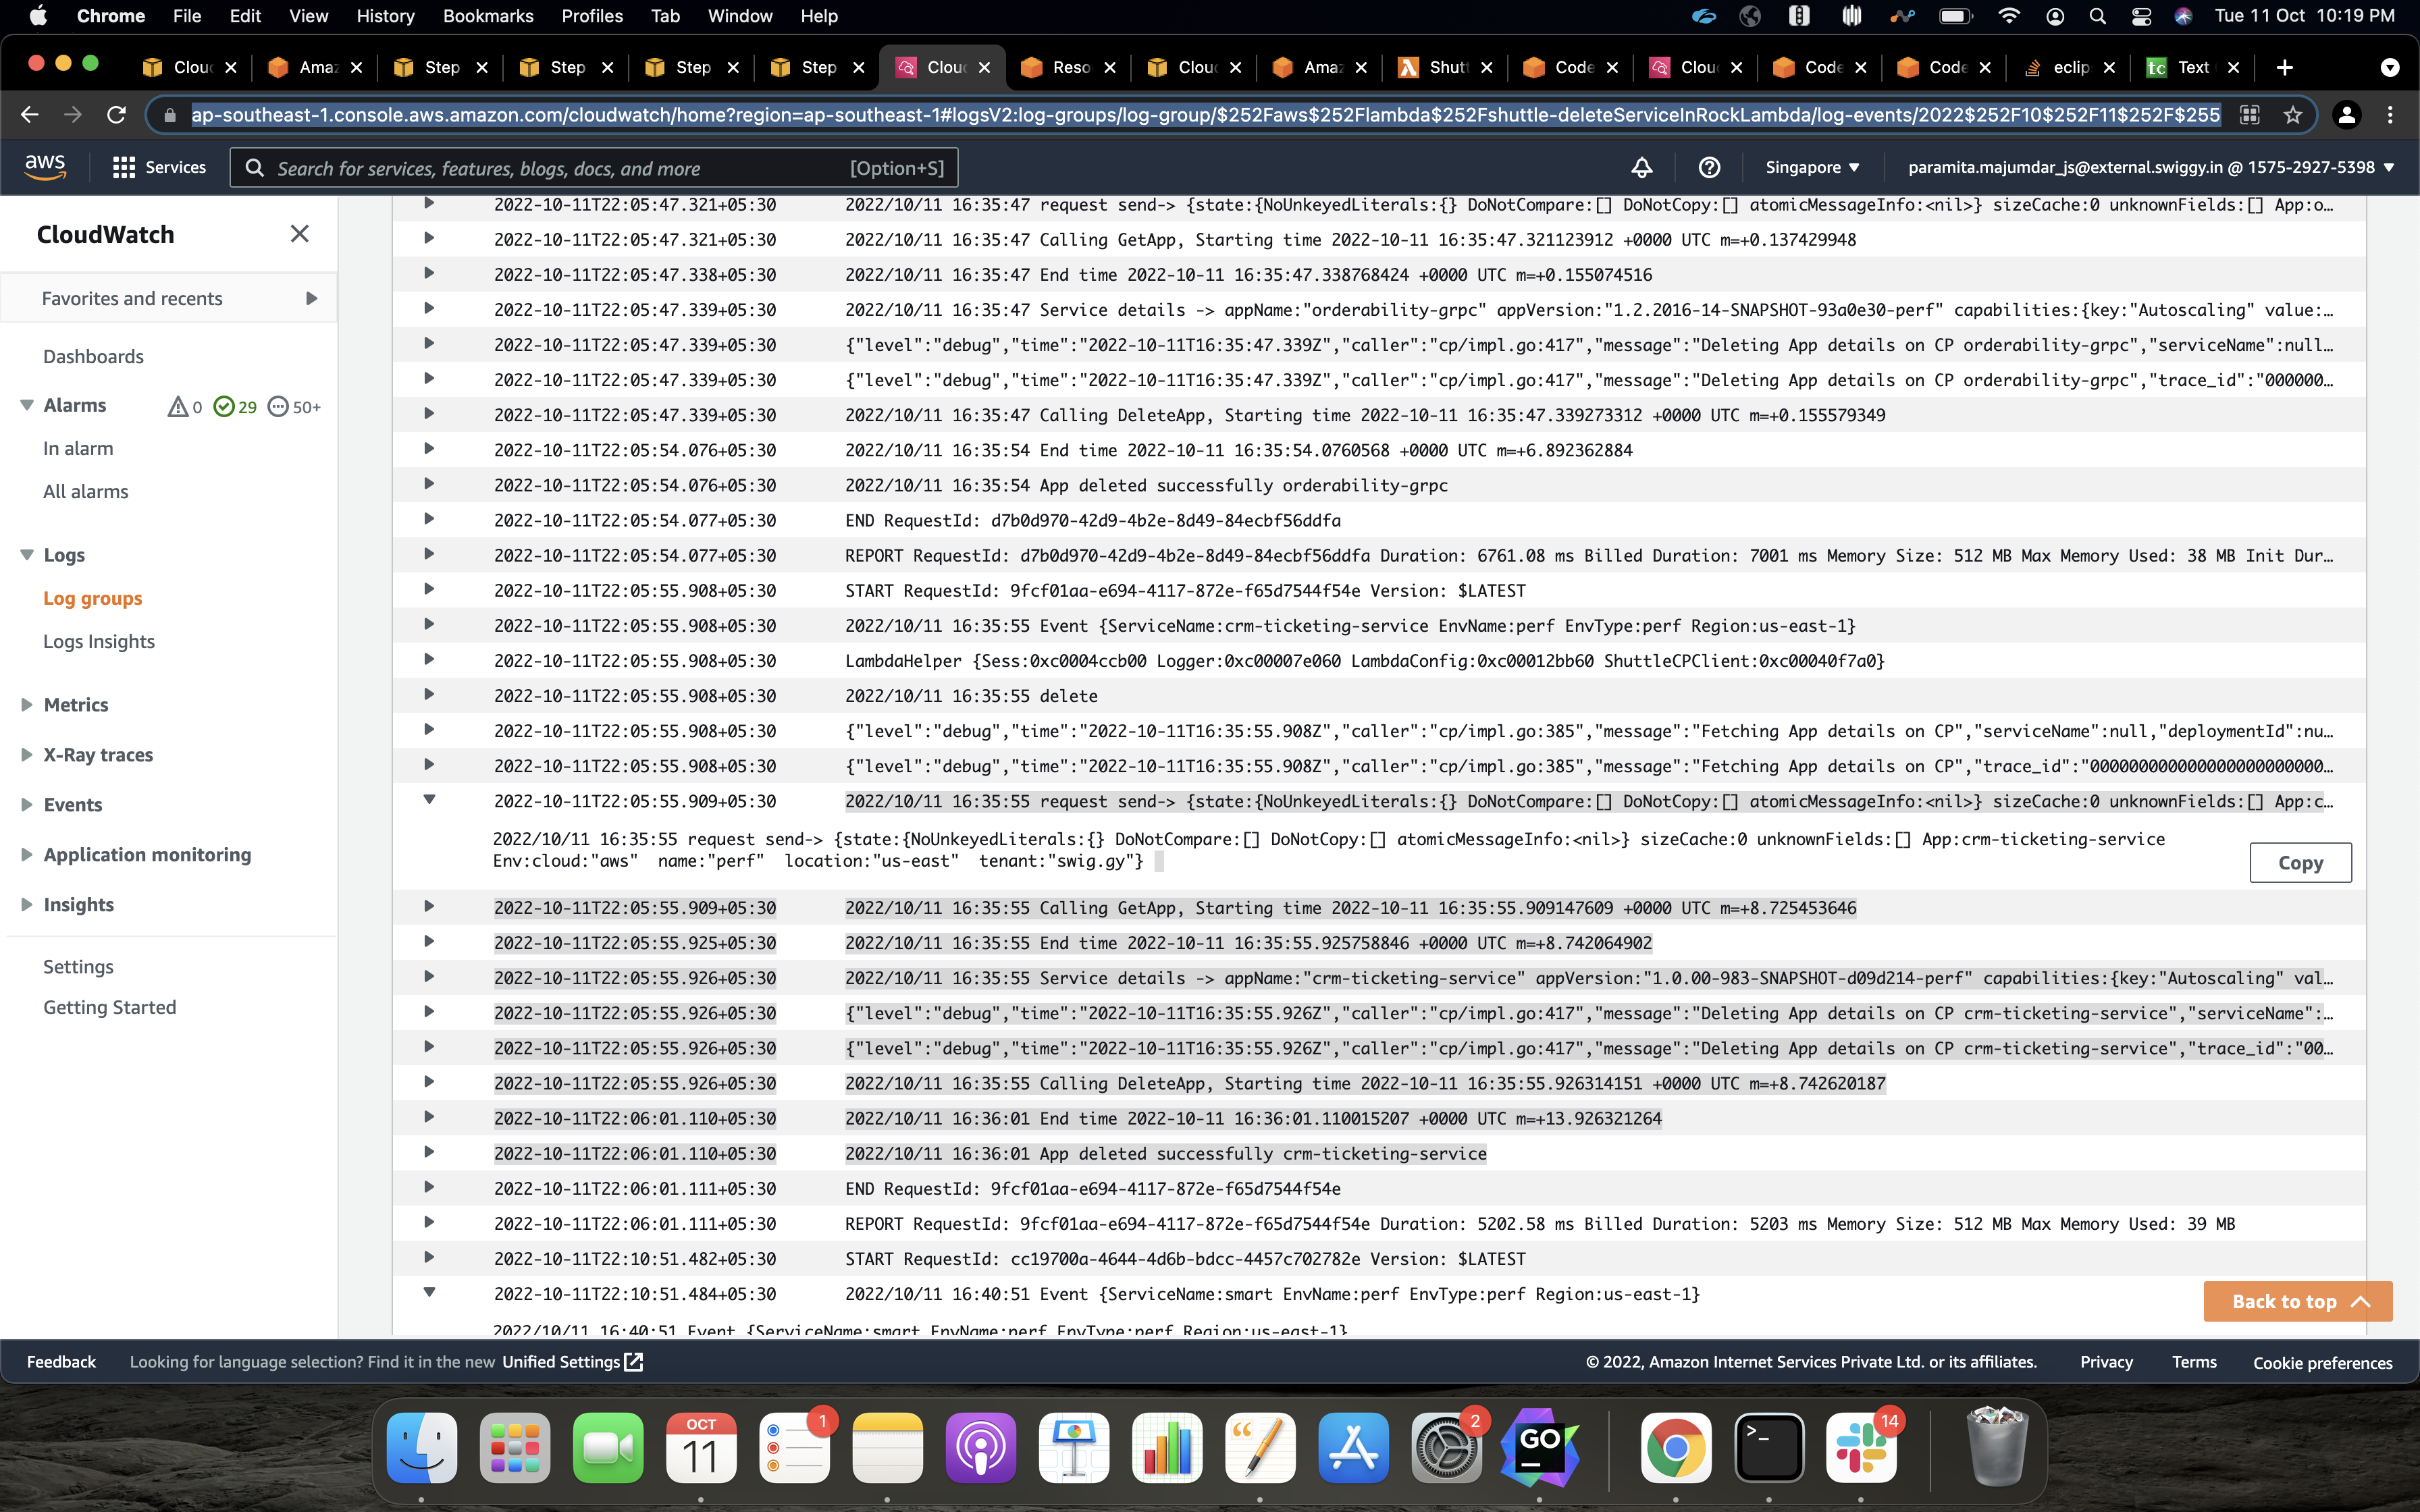 Chrome File Edit View History Bookmarks Profiles Tab Window Help Tue 11 Oct 10:19 PM
Clou Amaz Step Step Step Step Clou Reso Clou Amaz Shutt Code Clou Code Code eclip Text
ap-southeast-1.console.aws.amazon.com/cloudwatch/home?region=ap-southeast-1#logsV2:log-groups/log-group/$252Faws$252Flambda$252Fshuttle-deleteServiceInRockLambda/log-events/2022$252F10$252F11$252F$255
aws Services Search for services, features, blogs, docs, and more [Option+S] Singapore paramita.majumdar_js@external.swiggy.in @ 1575-2927-5398
CloudWatch
Favorites and recents
Dashboards
Alarms 0 29 50+
In alarm
All alarms
Logs
Log groups
Logs Insights
Metrics
X-Ray traces
Events
Application monitoring
Insights
Settings
Getting Started
2022-10-11T22:05:47.321+05:30 2022/10/11 16:35:47 request send-> {state:{NoUnkeyedLiterals:{} DoNotCompare:[] DoNotCopy:[] atomicMessageInfo:<nil>} sizeCache:0 unknownFields:[] App:o…
2022-10-11T22:05:47.321+05:30 2022/10/11 16:35:47 Calling GetApp, Starting time 2022-10-11 16:35:47.321123912 +0000 UTC m=+0.137429948
2022-10-11T22:05:47.338+05:30 2022/10/11 16:35:47 End time 2022-10-11 16:35:47.338768424 +0000 UTC m=+0.155074516
2022-10-11T22:05:47.339+05:30 2022/10/11 16:35:47 Service details -> appName:"orderability-grpc" appVersion:"1.2.2016-14-SNAPSHOT-93a0e30-perf" capabilities:{key:"Autoscaling" value:…
2022-10-11T22:05:47.339+05:30 {"level":"debug","time":"2022-10-11T16:35:47.339Z","caller":"cp/impl.go:417","message":"Deleting App details on CP orderability-grpc","serviceName":null…
2022-10-11T22:05:47.339+05:30 {"level":"debug","time":"2022-10-11T16:35:47.339Z","caller":"cp/impl.go:417","message":"Deleting App details on CP orderability-grpc","trace_id":"000000…
2022-10-11T22:05:47.339+05:30 2022/10/11 16:35:47 Calling DeleteApp, Starting time 2022-10-11 16:35:47.339273312 +0000 UTC m=+0.155579349
2022-10-11T22:05:54.076+05:30 2022/10/11 16:35:54 End time 2022-10-11 16:35:54.0760568 +0000 UTC m=+6.892362884
2022-10-11T22:05:54.076+05:30 2022/10/11 16:35:54 App deleted successfully orderability-grpc
2022-10-11T22:05:54.077+05:30 END RequestId: d7b0d970-42d9-4b2e-8d49-84ecbf56ddfa
2022-10-11T22:05:54.077+05:30 REPORT RequestId: d7b0d970-42d9-4b2e-8d49-84ecbf56ddfa Duration: 6761.08 ms Billed Duration: 7001 ms Memory Size: 512 MB Max Memory Used: 38 MB Init Dur…
2022-10-11T22:05:55.908+05:30 START RequestId: 9fcf01aa-e694-4117-872e-f65d7544f54e Version: $LATEST
2022-10-11T22:05:55.908+05:30 2022/10/11 16:35:55 Event {ServiceName:crm-ticketing-service EnvName:perf EnvType:perf Region:us-east-1}
2022-10-11T22:05:55.908+05:30 LambdaHelper {Sess:0xc0004ccb00 Logger:0xc00007e060 LambdaConfig:0xc00012bb60 ShuttleCPClient:0xc00040f7a0}
2022-10-11T22:05:55.908+05:30 2022/10/11 16:35:55 delete
2022-10-11T22:05:55.908+05:30 {"level":"debug","time":"2022-10-11T16:35:55.908Z","caller":"cp/impl.go:385","message":"Fetching App details on CP","serviceName":null,"deploymentId":nu…
2022-10-11T22:05:55.908+05:30 {"level":"debug","time":"2022-10-11T16:35:55.908Z","caller":"cp/impl.go:385","message":"Fetching App details on CP","trace_id":"000000000000000000000000…
2022-10-11T22:05:55.909+05:30 2022/10/11 16:35:55 request send-> {state:{NoUnkeyedLiterals:{} DoNotCompare:[] DoNotCopy:[] atomicMessageInfo:<nil>} sizeCache:0 unknownFields:[] App:c…
2022/10/11 16:35:55 request send-> {state:{NoUnkeyedLiterals:{} DoNotCompare:[] DoNotCopy:[] atomicMessageInfo:<nil>} sizeCache:0 unknownFields:[] App:crm-ticketing-service
Env:cloud:"aws" name:"perf" location:"us-east" tenant:"swig.gy"}
Copy
2022-10-11T22:05:55.909+05:30 2022/10/11 16:35:55 Calling GetApp, Starting time 2022-10-11 16:35:55.909147609 +0000 UTC m=+8.725453646
2022-10-11T22:05:55.925+05:30 2022/10/11 16:35:55 End time 2022-10-11 16:35:55.925758846 +0000 UTC m=+8.742064902
2022-10-11T22:05:55.926+05:30 2022/10/11 16:35:55 Service details -> appName:"crm-ticketing-service" appVersion:"1.0.00-983-SNAPSHOT-d09d214-perf" capabilities:{key:"Autoscaling" val…
2022-10-11T22:05:55.926+05:30 {"level":"debug","time":"2022-10-11T16:35:55.926Z","caller":"cp/impl.go:417","message":"Deleting App details on CP crm-ticketing-service","serviceName":…
2022-10-11T22:05:55.926+05:30 {"level":"debug","time":"2022-10-11T16:35:55.926Z","caller":"cp/impl.go:417","message":"Deleting App details on CP crm-ticketing-service","trace_id":"00…
2022-10-11T22:05:55.926+05:30 2022/10/11 16:35:55 Calling DeleteApp, Starting time 2022-10-11 16:35:55.926314151 +0000 UTC m=+8.742620187
2022-10-11T22:06:01.110+05:30 2022/10/11 16:36:01 End time 2022-10-11 16:36:01.110015207 +0000 UTC m=+13.926321264
2022-10-11T22:06:01.110+05:30 2022/10/11 16:36:01 App deleted successfully crm-ticketing-service
2022-10-11T22:06:01.111+05:30 END RequestId: 9fcf01aa-e694-4117-872e-f65d7544f54e
2022-10-11T22:06:01.111+05:30 REPORT RequestId: 9fcf01aa-e694-4117-872e-f65d7544f54e Duration: 5202.58 ms Billed Duration: 5203 ms Memory Size: 512 MB Max Memory Used: 39 MB
2022-10-11T22:10:51.482+05:30 START RequestId: cc19700a-4644-4d6b-bdcc-4457c702782e Version: $LATEST
2022-10-11T22:10:51.484+05:30 2022/10/11 16:40:51 Event {ServiceName:smart EnvName:perf EnvType:perf Region:us-east-1}
2022/10/11 16:40:51 Event {ServiceName:smart EnvName:perf EnvType:perf Region:us-east-1}
Back to top
Feedback Looking for language selection? Find it in the new Unified Settings © 2022, Amazon Internet Services Private Ltd. or its affiliates. Privacy Terms Cookie preferences
OCT 11 1 2 GO 14